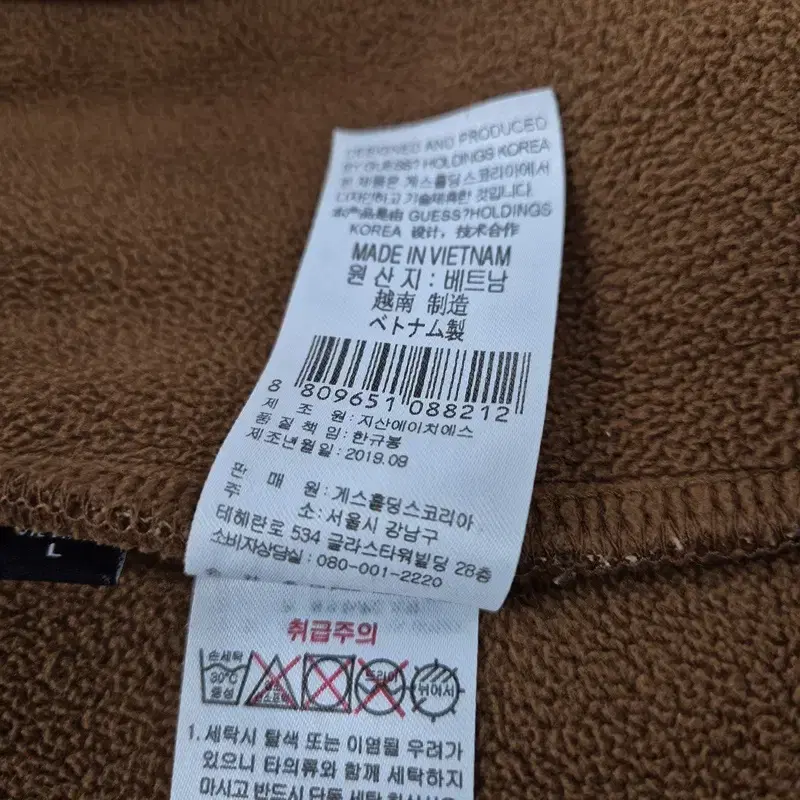 DESIGNED AND PRODUCED
BY GUESS? HOLDINGS KOREA
본 제품은 게스홀딩스코리아에서
디자인하고 기술제휴한 것입니다.
本产品是由 GUESS?HOLDINGS
KOREA 设计, 技术合作
MADE IN VIETNAM
원 산 지 : 베트남
越南 制造
ベトナム製
8 809651 088212
제 조 원 : 지산에이치에스
품 질 책 임 : 한규봉
제조년월일 : 2019.09
판 매 원 : 게스홀딩스코리아
주 소 : 서울시 강남구
테헤란로 534 글라스타워빌딩 28층
소비자상담실 : 080-001-2220
L
취급주의
손세탁
30℃
중성
드라이
뉘어서
1. 세탁시 탈색 또는 이염될 우려가
있으니 타의류와 함께 세탁하지
마시고 반드시 단독 세탁